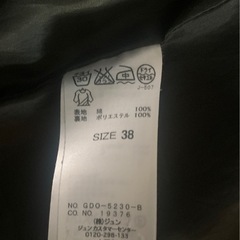 ドライ
J-807
表地 綿 100%
裏地 ポリエステル 100%
SIZE 38
NO. GDO-5230-B
CO.NO. 19376
㈱ジュン
ジュン カスタマーセンター
0120-298-133